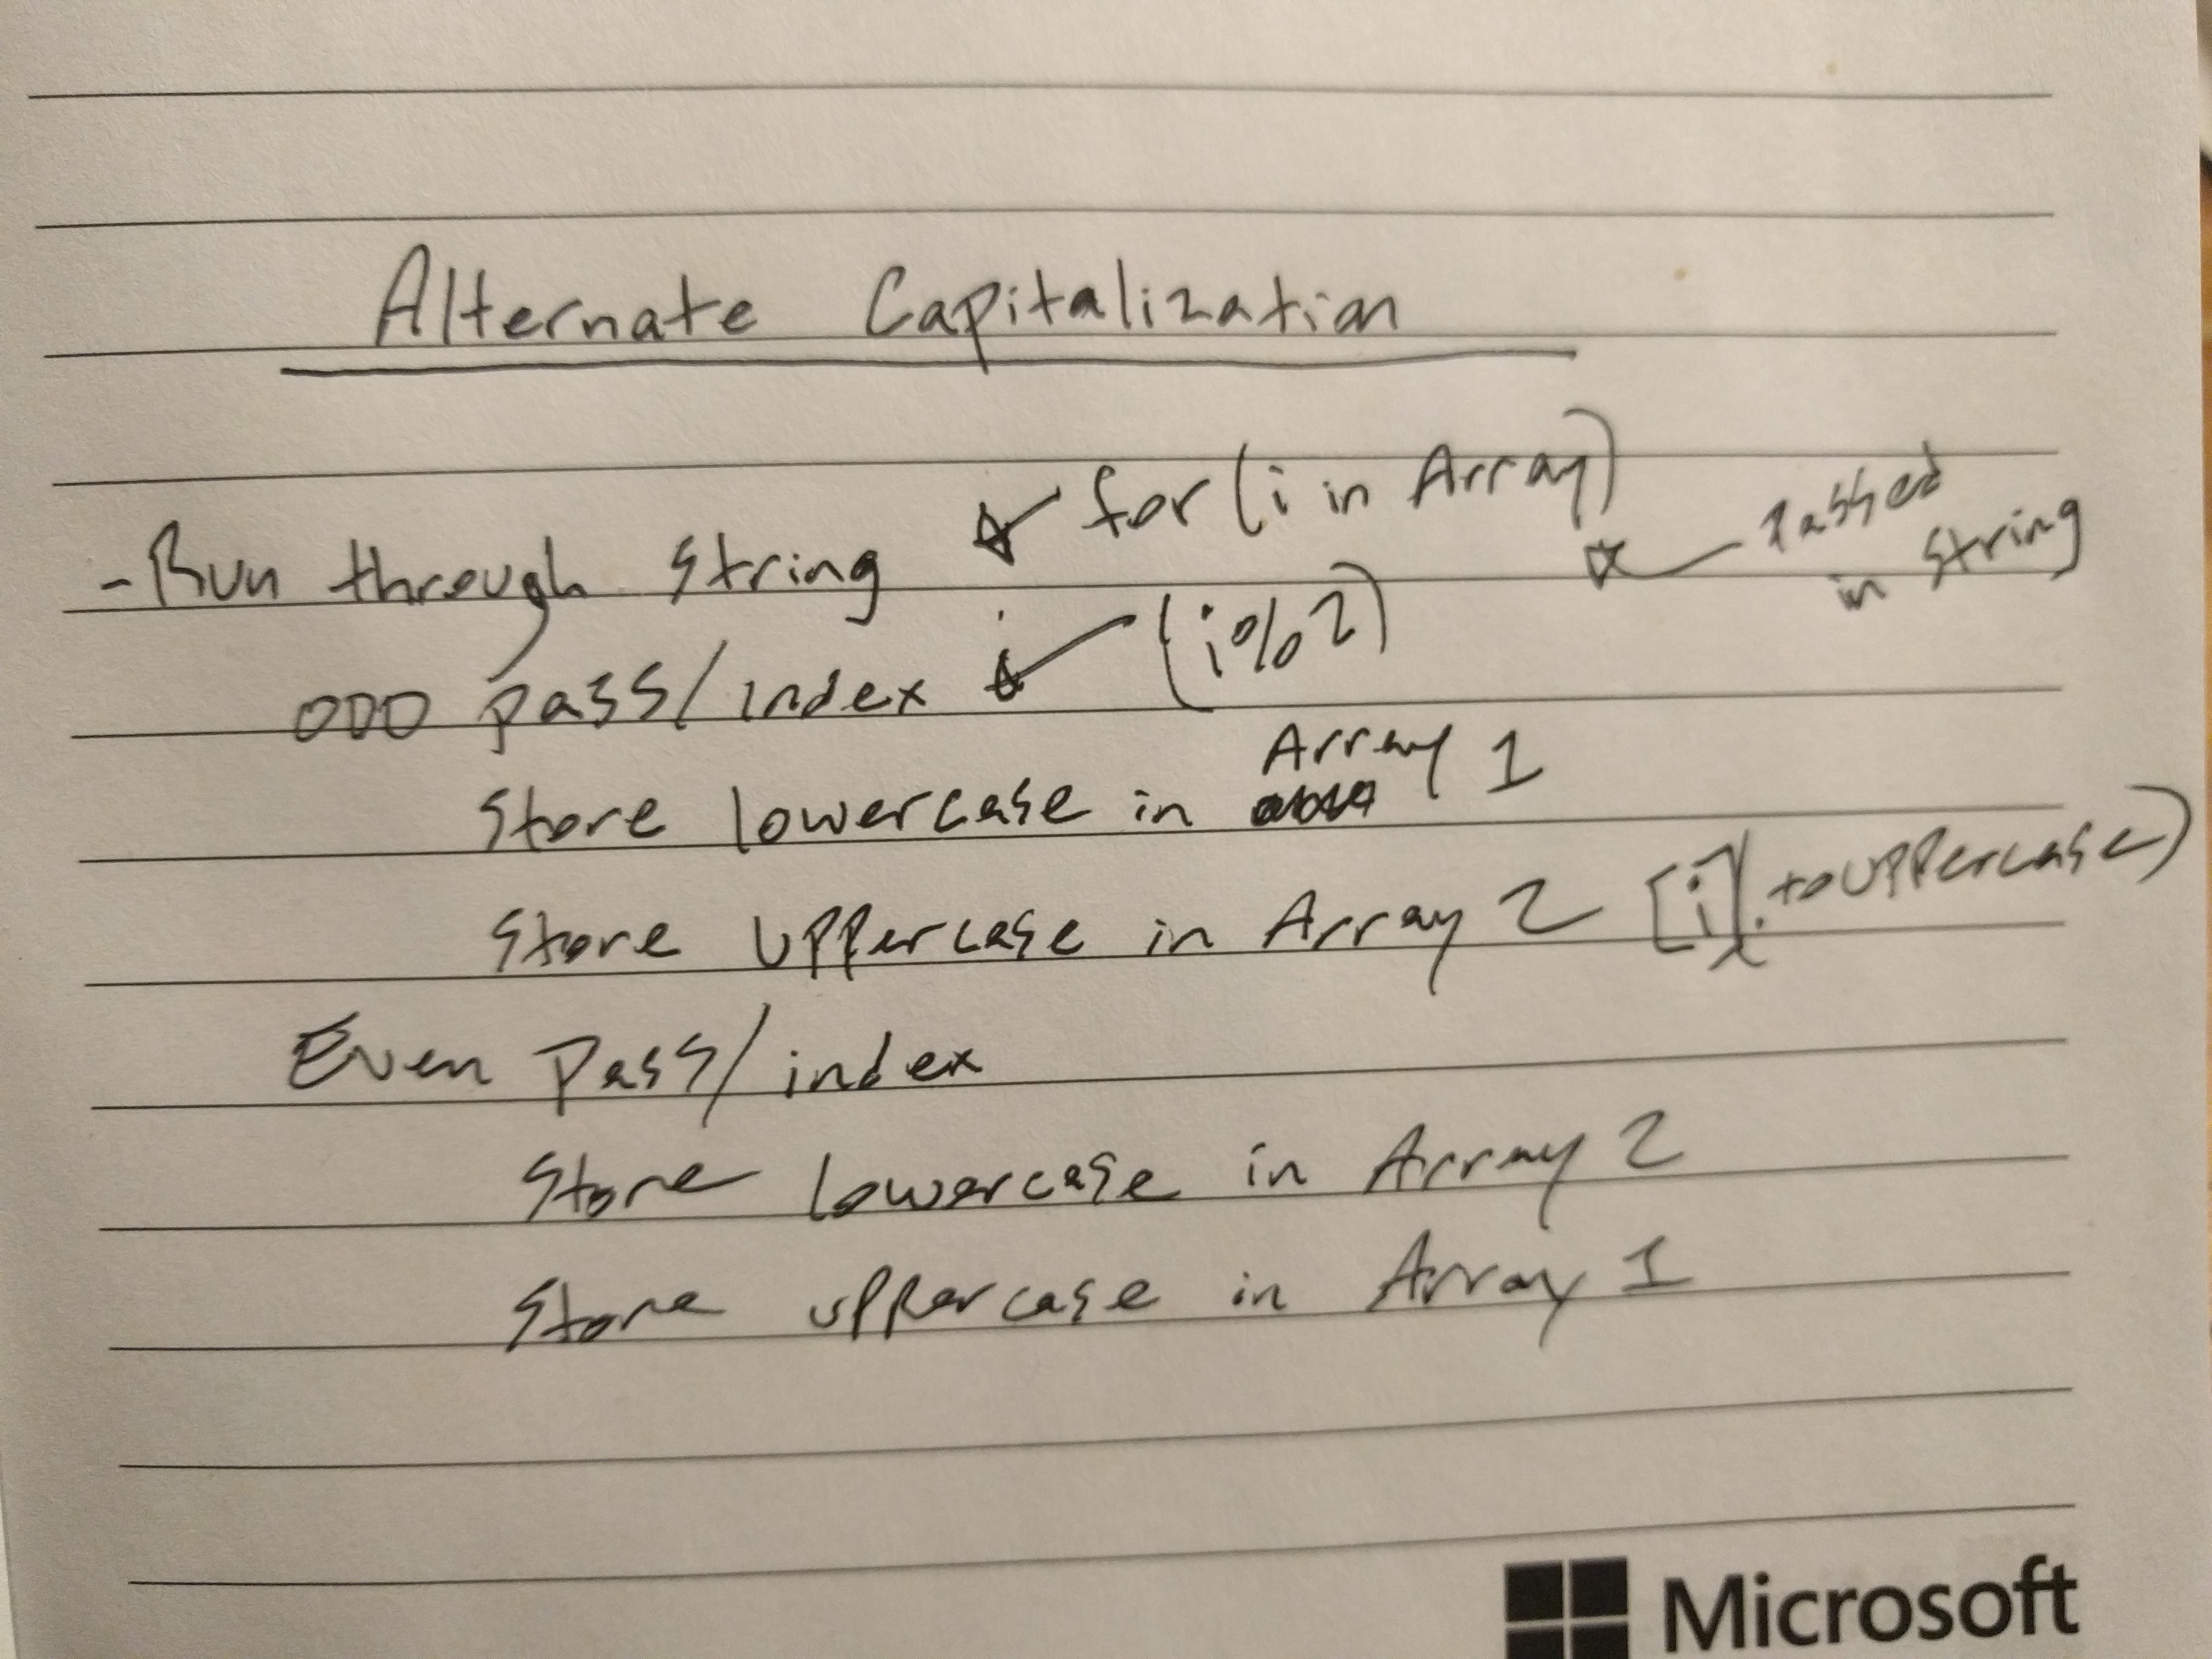 Alternate Capitalization
for (i in Array)
Passed
in string
- Run through string
(i%2)
ODD pass/index
Array 1
Store lowercase in
Store uppercase in Array 2 [i].toUppercase)
Even Pass/index
Store lowercase in Array 2
Store uppercase in Array 1
Microsoft